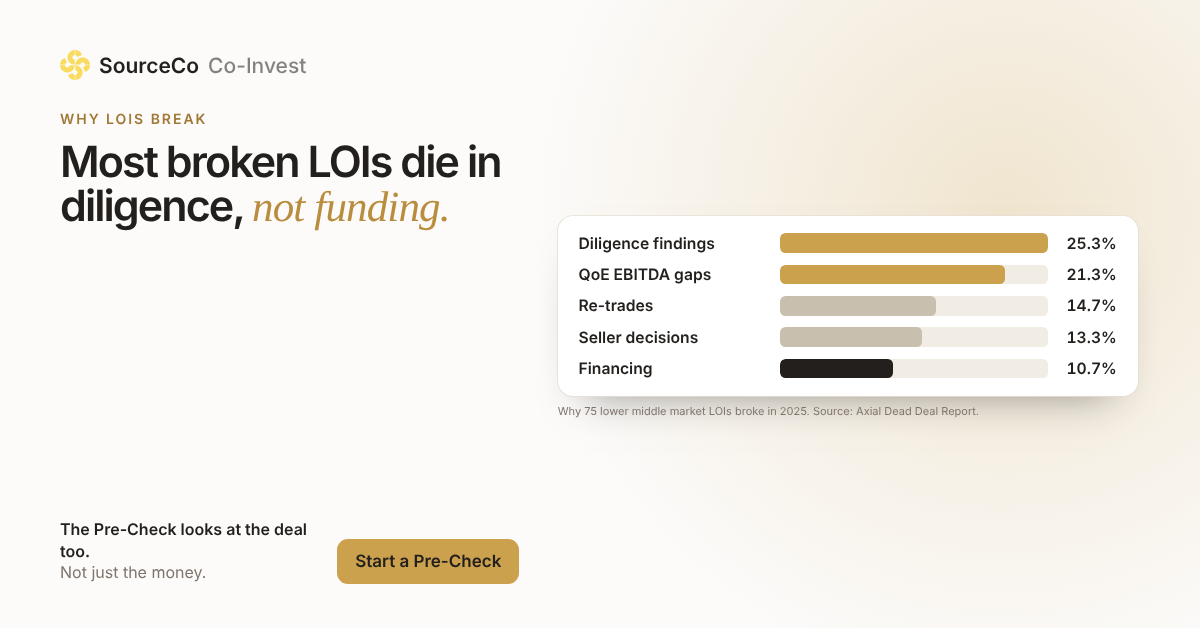 SourceCo Co-Invest
WHY LOIS BREAK
Most broken LOIs die in
diligence, not funding.
Diligence findings 25.3%
QoE EBITDA gaps 21.3%
Re-trades 14.7%
Seller decisions 13.3%
Financing 10.7%
Why 75 lower middle market LOIs broke in 2025. Source: Axial Dead Deal Report.
The Pre-Check looks at the deal
too.
Not just the money.
Start a Pre-Check